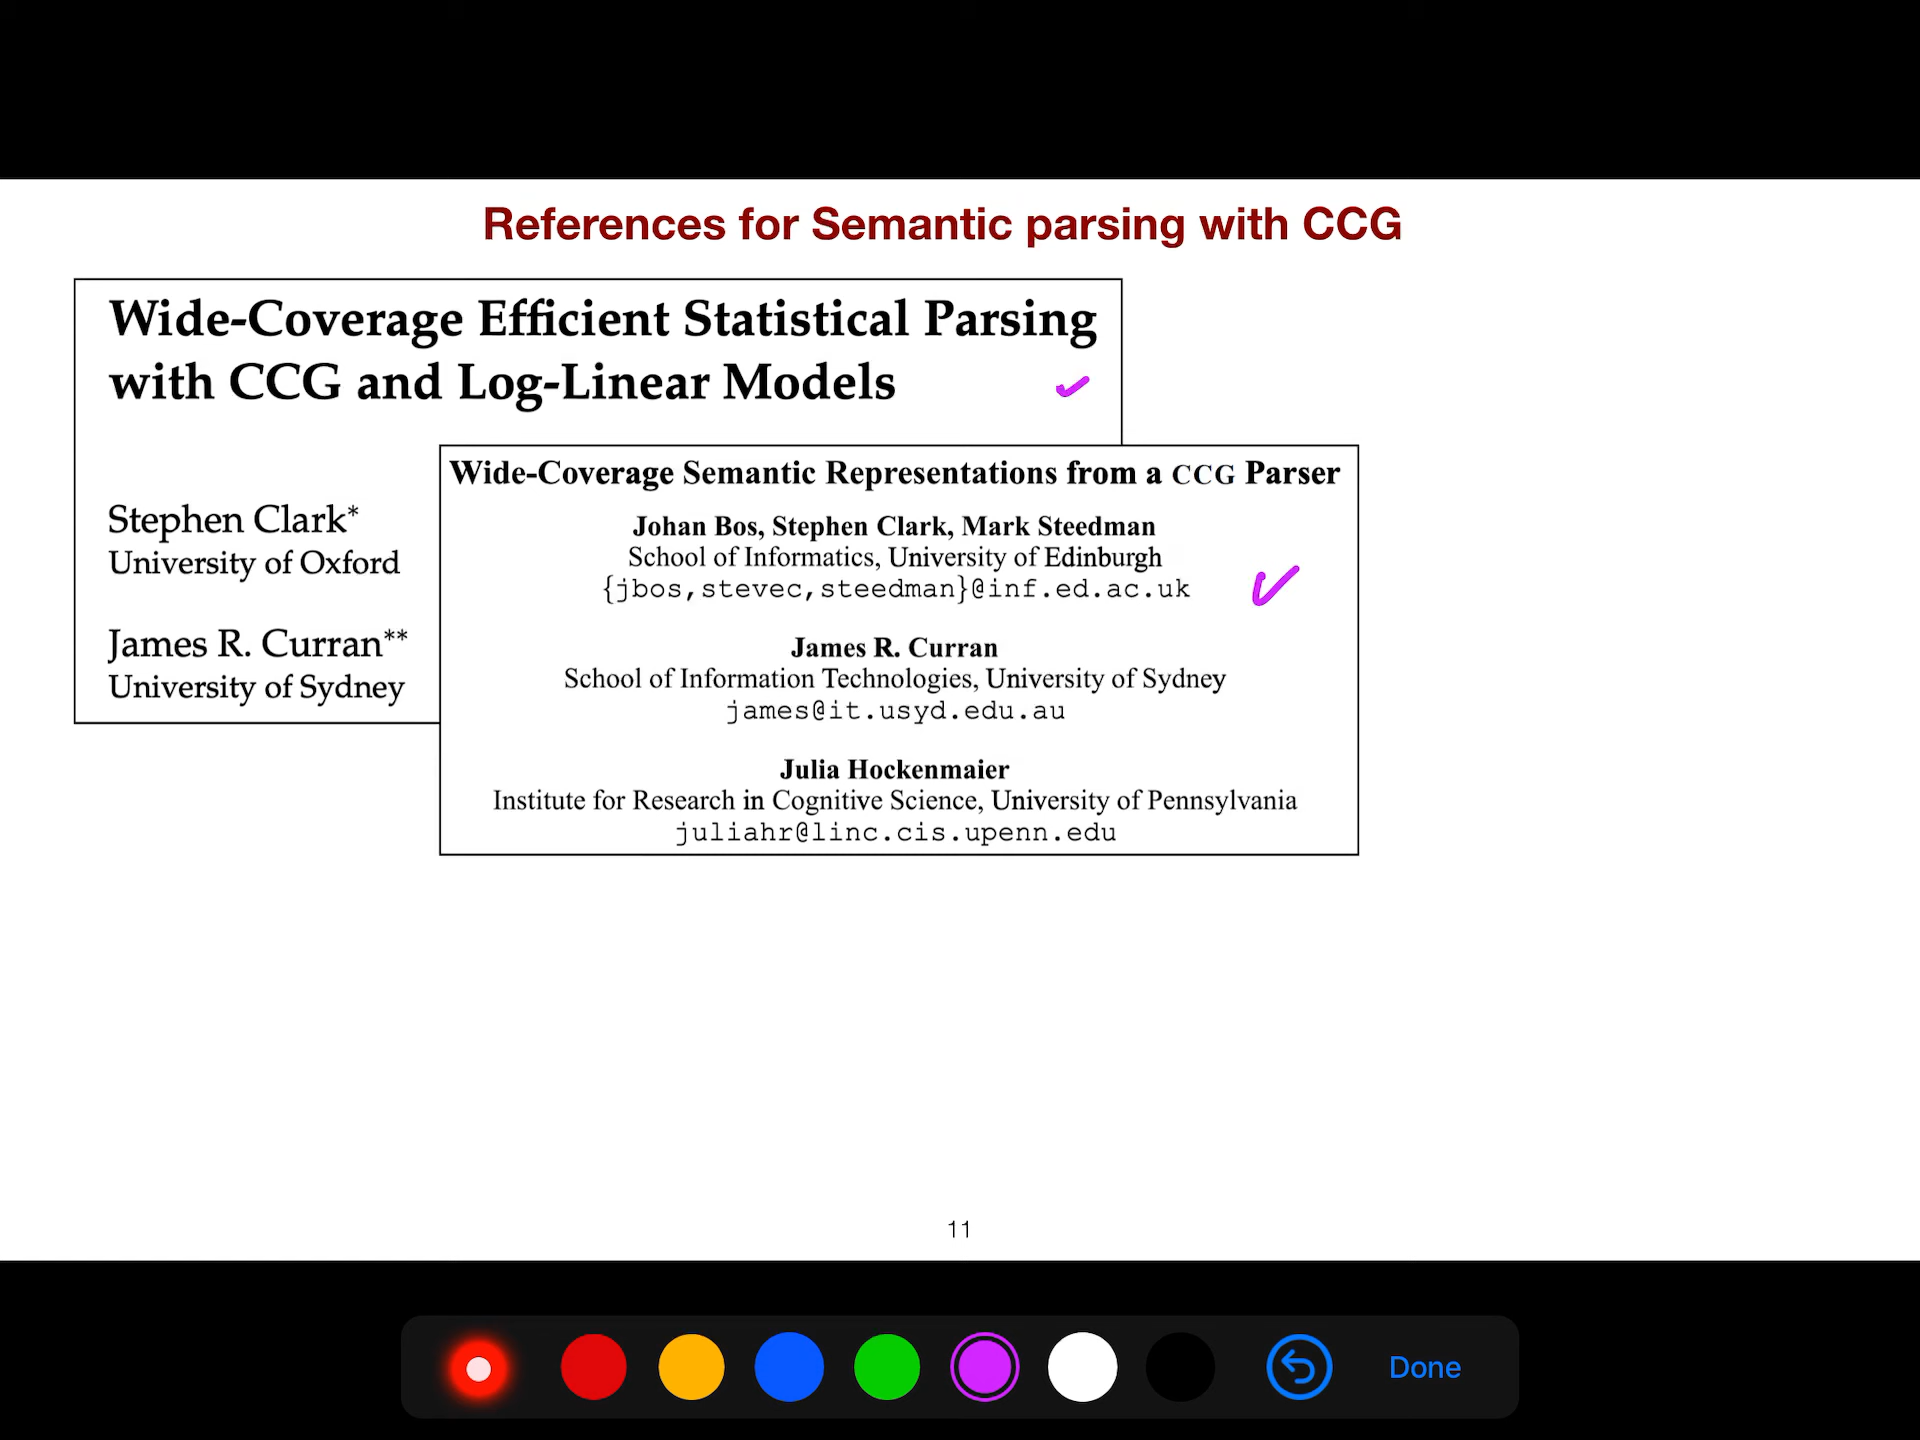 References for Semantic parsing with CCG
Wide-Coverage Efficient Statistical Parsing
with CCG and Log-Linear Models
Stephen Clark*
University of Oxford
James R. Curran**
University of Sydney
Wide-Coverage Semantic Representations from a CCG Parser
Johan Bos, Stephen Clark, Mark Steedman
School of Informatics, University of Edinburgh
{jbos,stevec,steedman}@inf.ed.ac.uk
James R. Curran
School of Information Technologies, University of Sydney
james@it.usyd.edu.au
Julia Hockenmaier
Institute for Research in Cognitive Science, University of Pennsylvania
juliahr@linc.cis.upenn.edu
11
Done